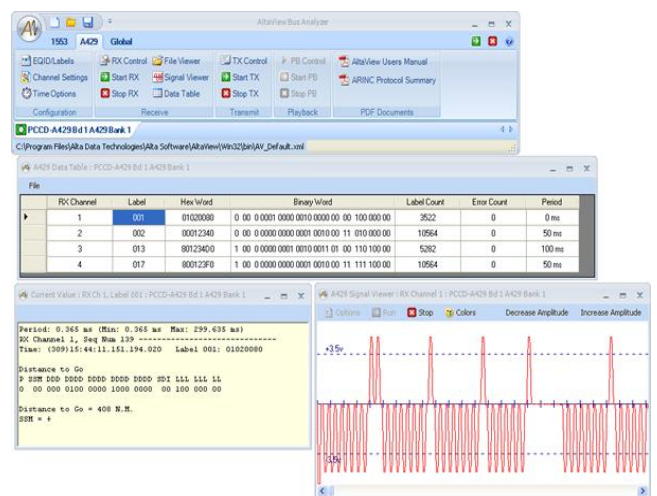 AltaView Bus Analyzer
1553 A429 Global
EQID/Labels RX Control File Viewer TX Control PB Control AltaView Users Manual
Channel Settings Start RX Signal Viewer Start TX Start PB ARINC Protocol Summary
Time Options Stop RX Data Table Stop TX Stop PB
Configuration Receive Transmit Playback PDF Documents
PCCD-A429 Bd 1 A429 Bank 1
C:\Program Files\Alta Data Technologies\Alta Software\AltaView\Win32\bin\AV_Default.xml
A429 Data Table : PCCD-A429 Bd 1 A429 Bank 1
File
RX Channel Label Hex Word Binary Word Label Count Error Count Period
1 001 01020080 0 00 0 0001 0000 0010 0000 00 00 100 000 00 3522 0 0 ms
2 002 00012340 0 00 0 0000 0000 0001 0010 00 11 010 000 00 10564 0 50 ms
3 013 801234D0 1 00 0 0000 0001 0010 0011 01 00 110 100 00 5282 0 100 ms
4 017 800123F0 1 00 0 0000 0000 0001 0010 00 11 111 100 00 10564 0 50 ms
Current Value : RX Ch 1, Label 001 : PCCD-A429 Bd 1 A429 Bank 1
Period: 0.365 ms (Min: 0.365 ms Max: 299.635 ms)
RX Channel 1, Seq Num 139 --------------------------
Time: (309)15:44:11.151.194.020 Label 001: 01020080
Distance to Go
P SSM DDD DDDD DDDD DDDD DDDD SDI LLL LLL LL
0 00 000 0100 0000 1000 0000 00 100 000 00
Distance to Go = 408 N.M.
SSM = +
A429 Signal Viewer : RX Channel 1 : PCCD-A429 Bd 1 A429 Bank 1
Options Run Stop Colors Decrease Amplitude Increase Amplitude
+3.5v
-3.5v